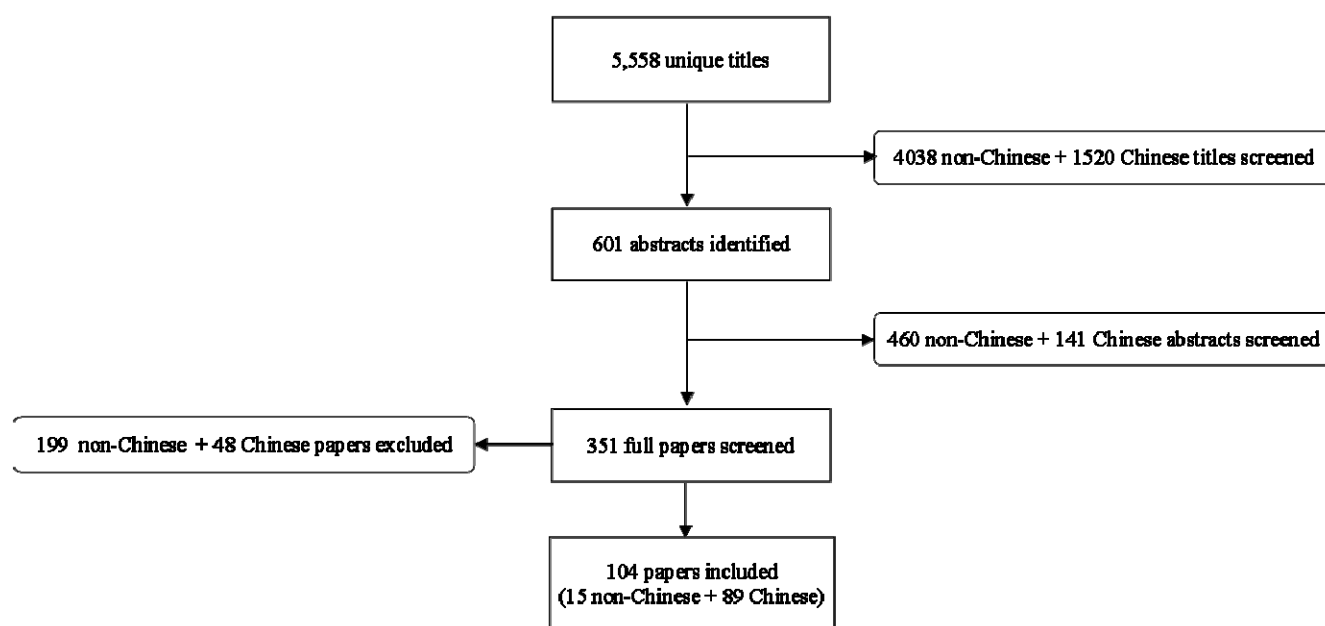 5,558 unique titles
4038 non-Chinese + 1520 Chinese titles screened
601 abstracts identified
460 non-Chinese + 141 Chinese abstracts screened
199 non-Chinese + 48 Chinese papers excluded
351 full papers screened
104 papers included
(15 non-Chinese + 89 Chinese)